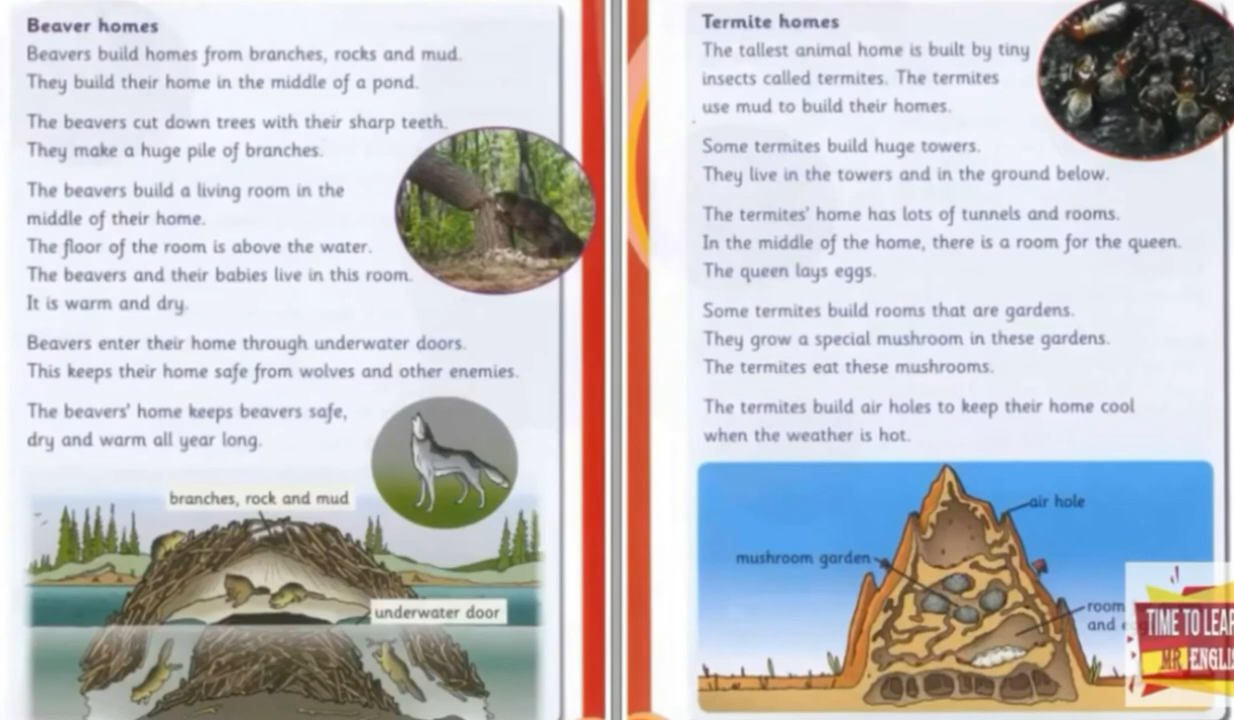 Beaver homes
Beavers build homes from branches, rocks and mud.
They build their home in the middle of a pond.
The beavers cut down trees with their sharp teeth.
They make a huge pile of branches.
The beavers build a living room in the
middle of their home.
The floor of the room is above the water.
The beavers and their babies live in this room.
It is warm and dry.
Beavers enter their home through underwater doors.
This keeps their home safe from wolves and other enemies.
The beavers' home keeps beavers safe,
dry and warm all year long.
branches, rock and mud
underwater door
Termite homes
The tallest animal home is built by tiny
insects called termites. The termites
use mud to build their homes.
Some termites build huge towers.
They live in the towers and in the ground below.
The termites' home has lots of tunnels and rooms.
In the middle of the home, there is a room for the queen.
The queen lays eggs.
Some termites build rooms that are gardens.
They grow a special mushroom in these gardens.
The termites eat these mushrooms.
The termites build air holes to keep their home cool
when the weather is hot.
air hole
mushroom garden
room
and
TIME TO LEAR
MR ENGLIS